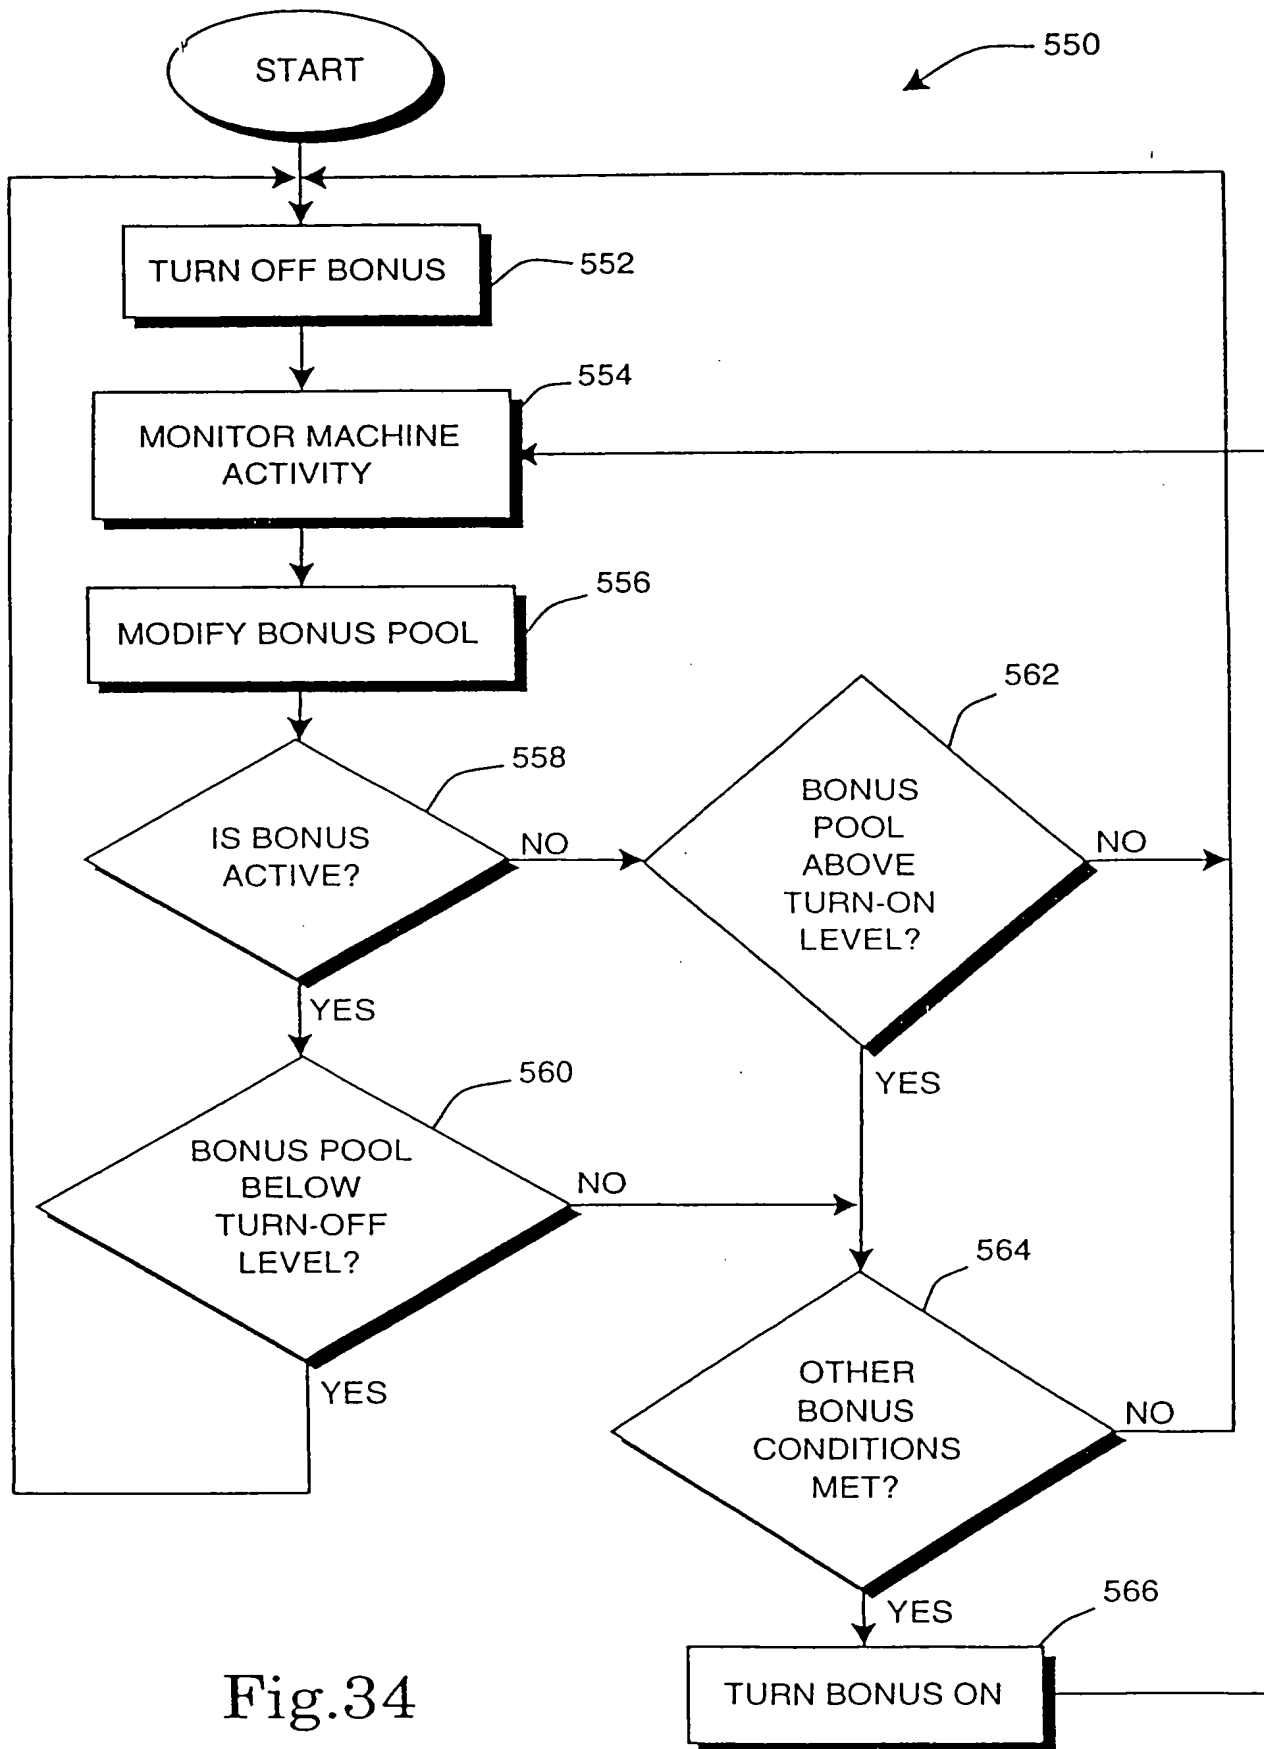 START
550
TURN OFF BONUS
552
554
MONITOR MACHINE
ACTIVITY
556
MODIFY BONUS POOL
562
558
IS BONUS
ACTIVE?
NO
BONUS
POOL
ABOVE
TURN-ON
LEVEL?
NO
YES
560
YES
BONUS POOL
BELOW
TURN-OFF
LEVEL?
NO
564
YES
OTHER
BONUS
CONDITIONS
MET?
NO
YES
566
TURN BONUS ON
Fig.34